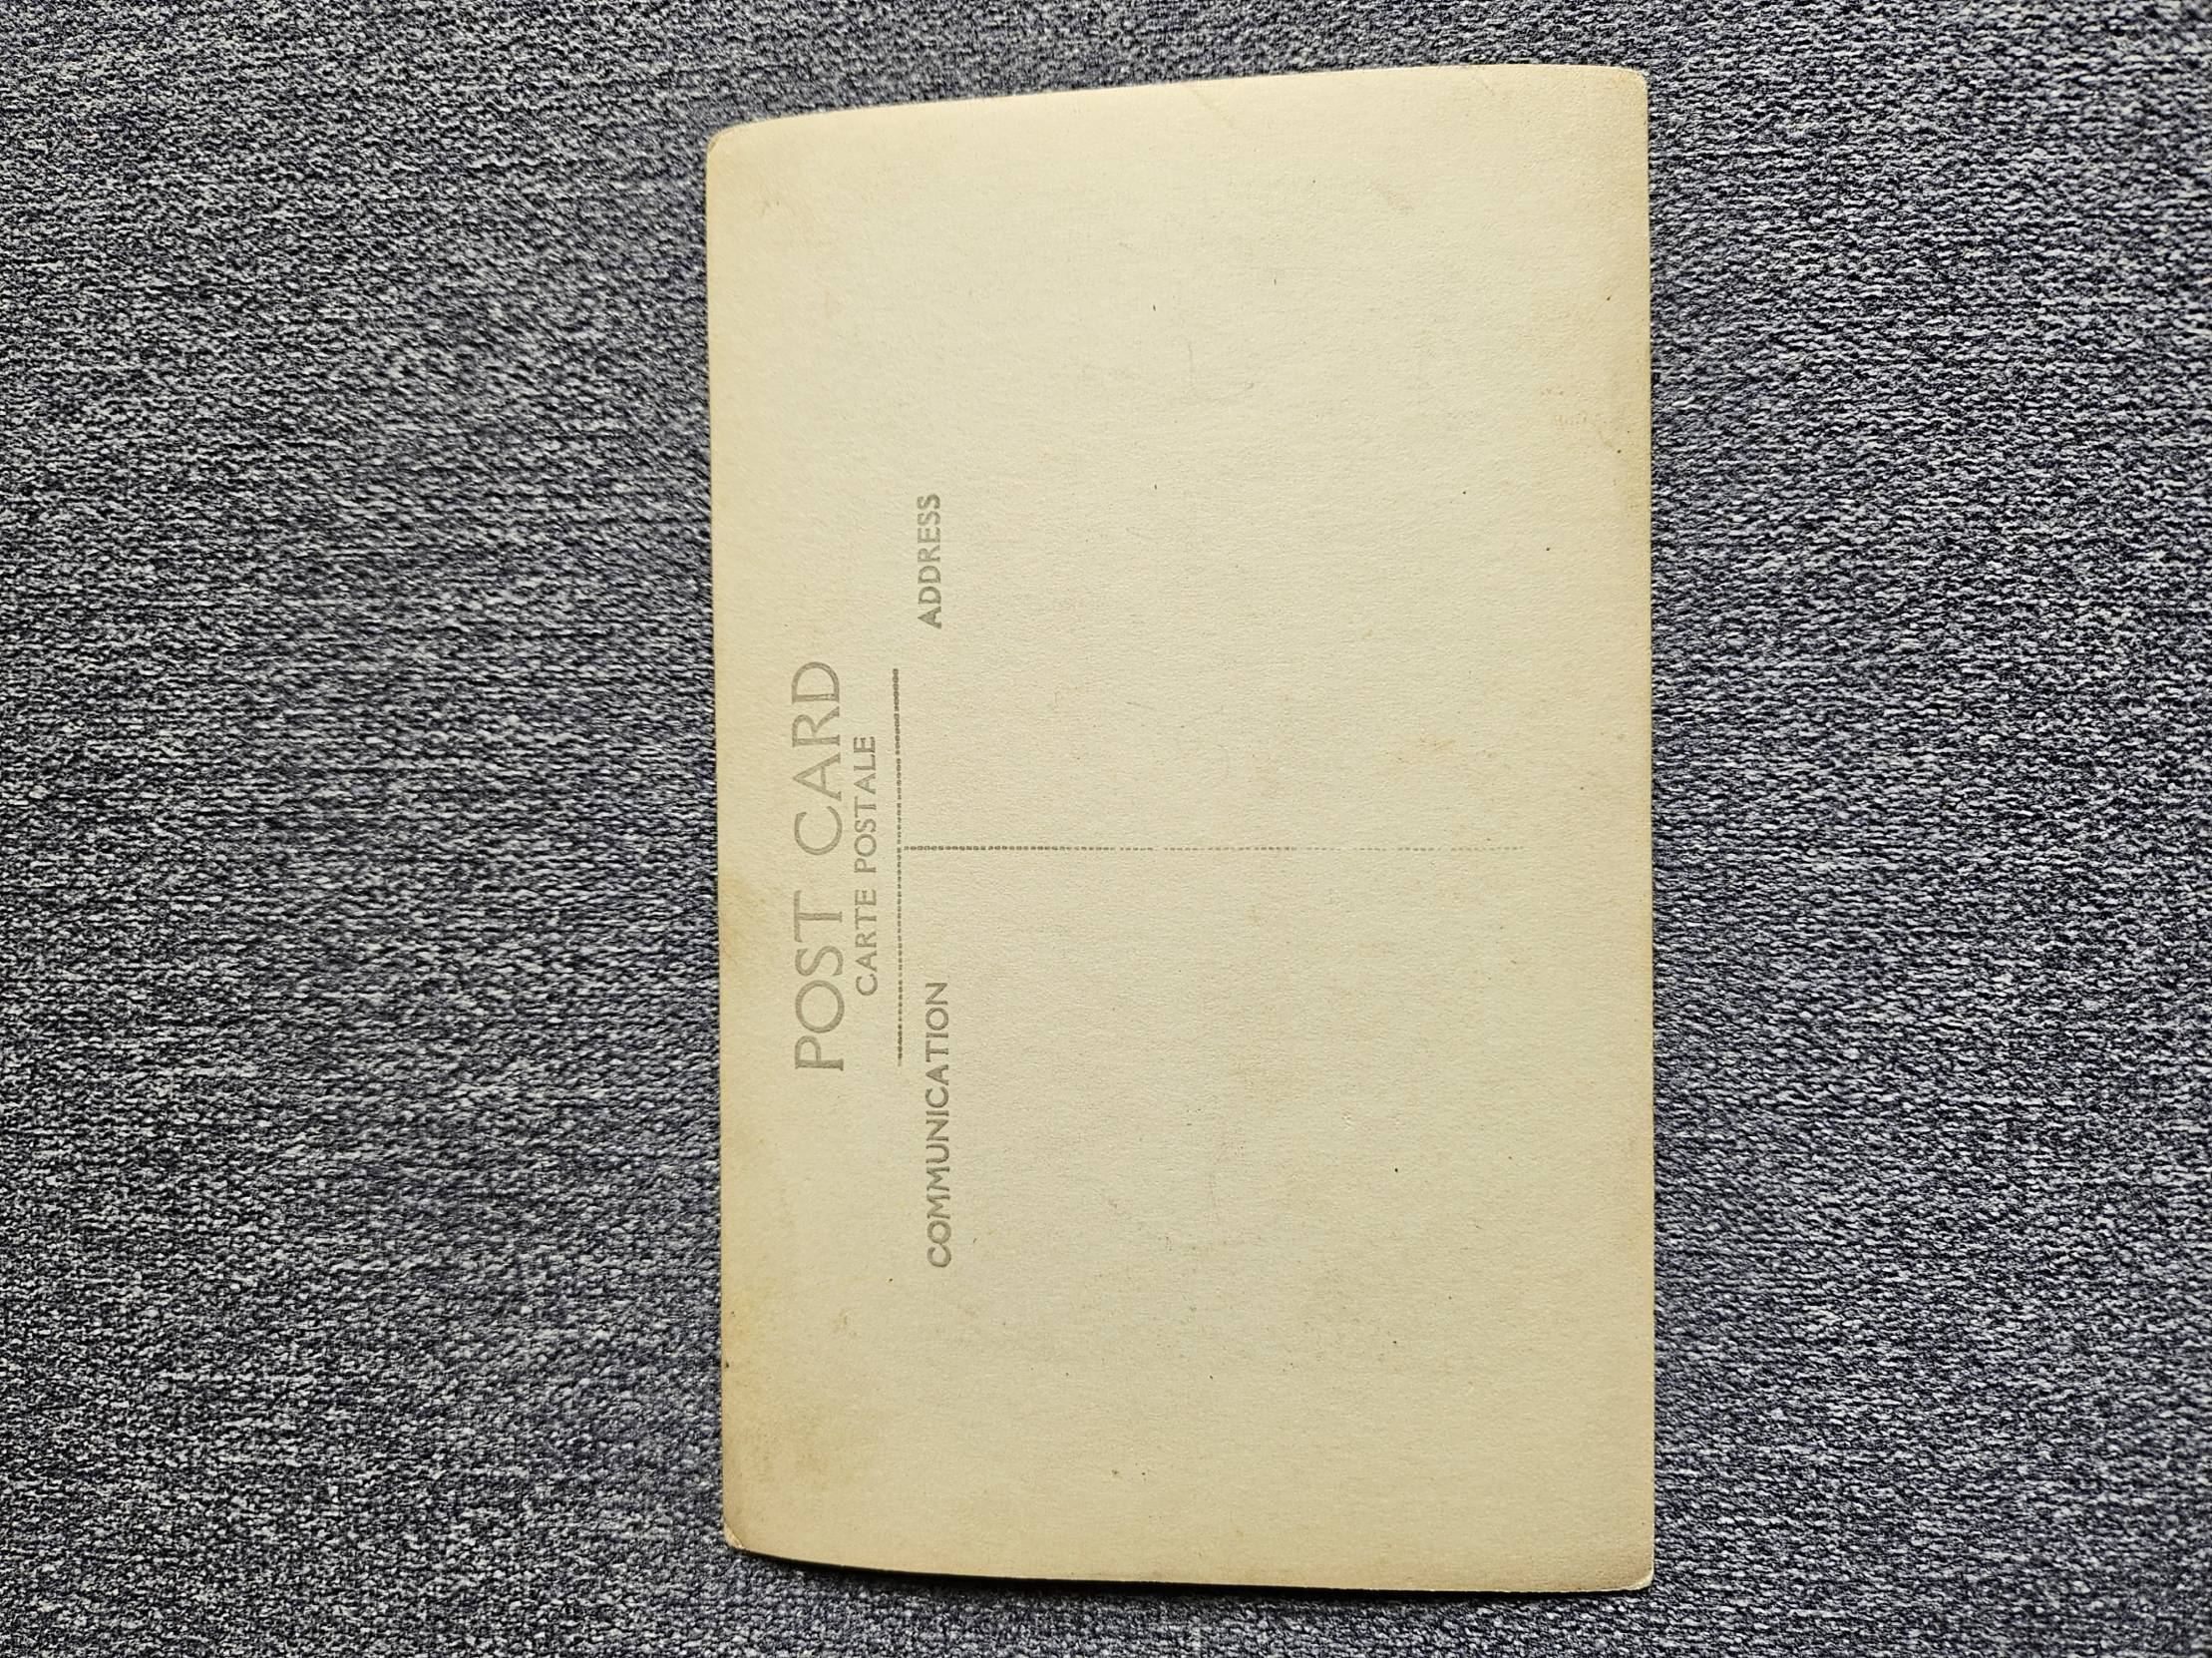 POST CARD
CARTE POSTALE
COMMUNICATION
ADDRESS